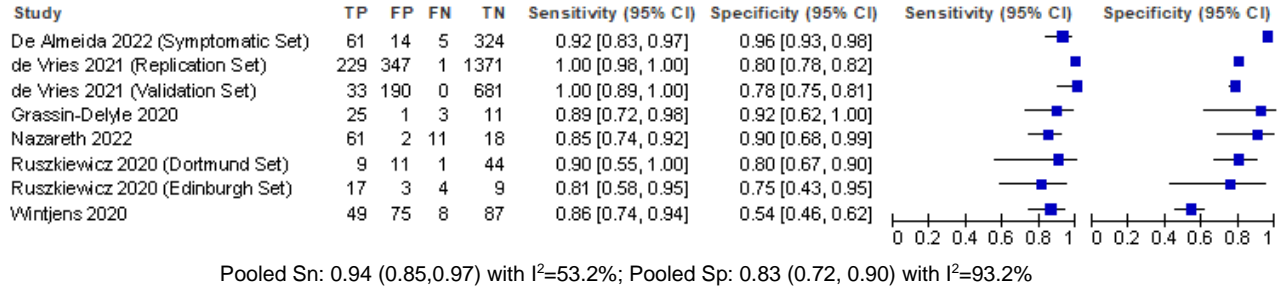 Study TP FP FN TN Sensitivity (95% CI) Specificity (95% CI) Sensitivity (95% CI) Specificity (95% CI)
De Almeida 2022 (Symptomatic Set) 61 14 5 324 0.92 [0.83, 0.97] 0.96 [0.93, 0.98]
de Vries 2021 (Replication Set) 229 347 1 1371 1.00 [0.98, 1.00] 0.80 [0.78, 0.82]
de Vries 2021 (Validation Set) 33 190 0 681 1.00 [0.89, 1.00] 0.78 [0.75, 0.81]
Grassin-Delyle 2020 25 1 3 11 0.89 [0.72, 0.98] 0.92 [0.62, 1.00]
Nazareth 2022 61 2 11 18 0.85 [0.74, 0.92] 0.90 [0.68, 0.99]
Ruszkiewicz 2020 (Dortmund Set) 9 11 1 44 0.90 [0.55, 1.00] 0.80 [0.67, 0.90]
Ruszkiewicz 2020 (Edinburgh Set) 17 3 4 9 0.81 [0.58, 0.95] 0.75 [0.43, 0.95]
Wintjens 2020 49 75 8 87 0.86 [0.74, 0.94] 0.54 [0.46, 0.62]
0 0.2 0.4 0.6 0.8 1 0 0.2 0.4 0.6 0.8 1
Pooled Sn: 0.94 (0.85,0.97) with I²=53.2%; Pooled Sp: 0.83 (0.72, 0.90) with I²=93.2%